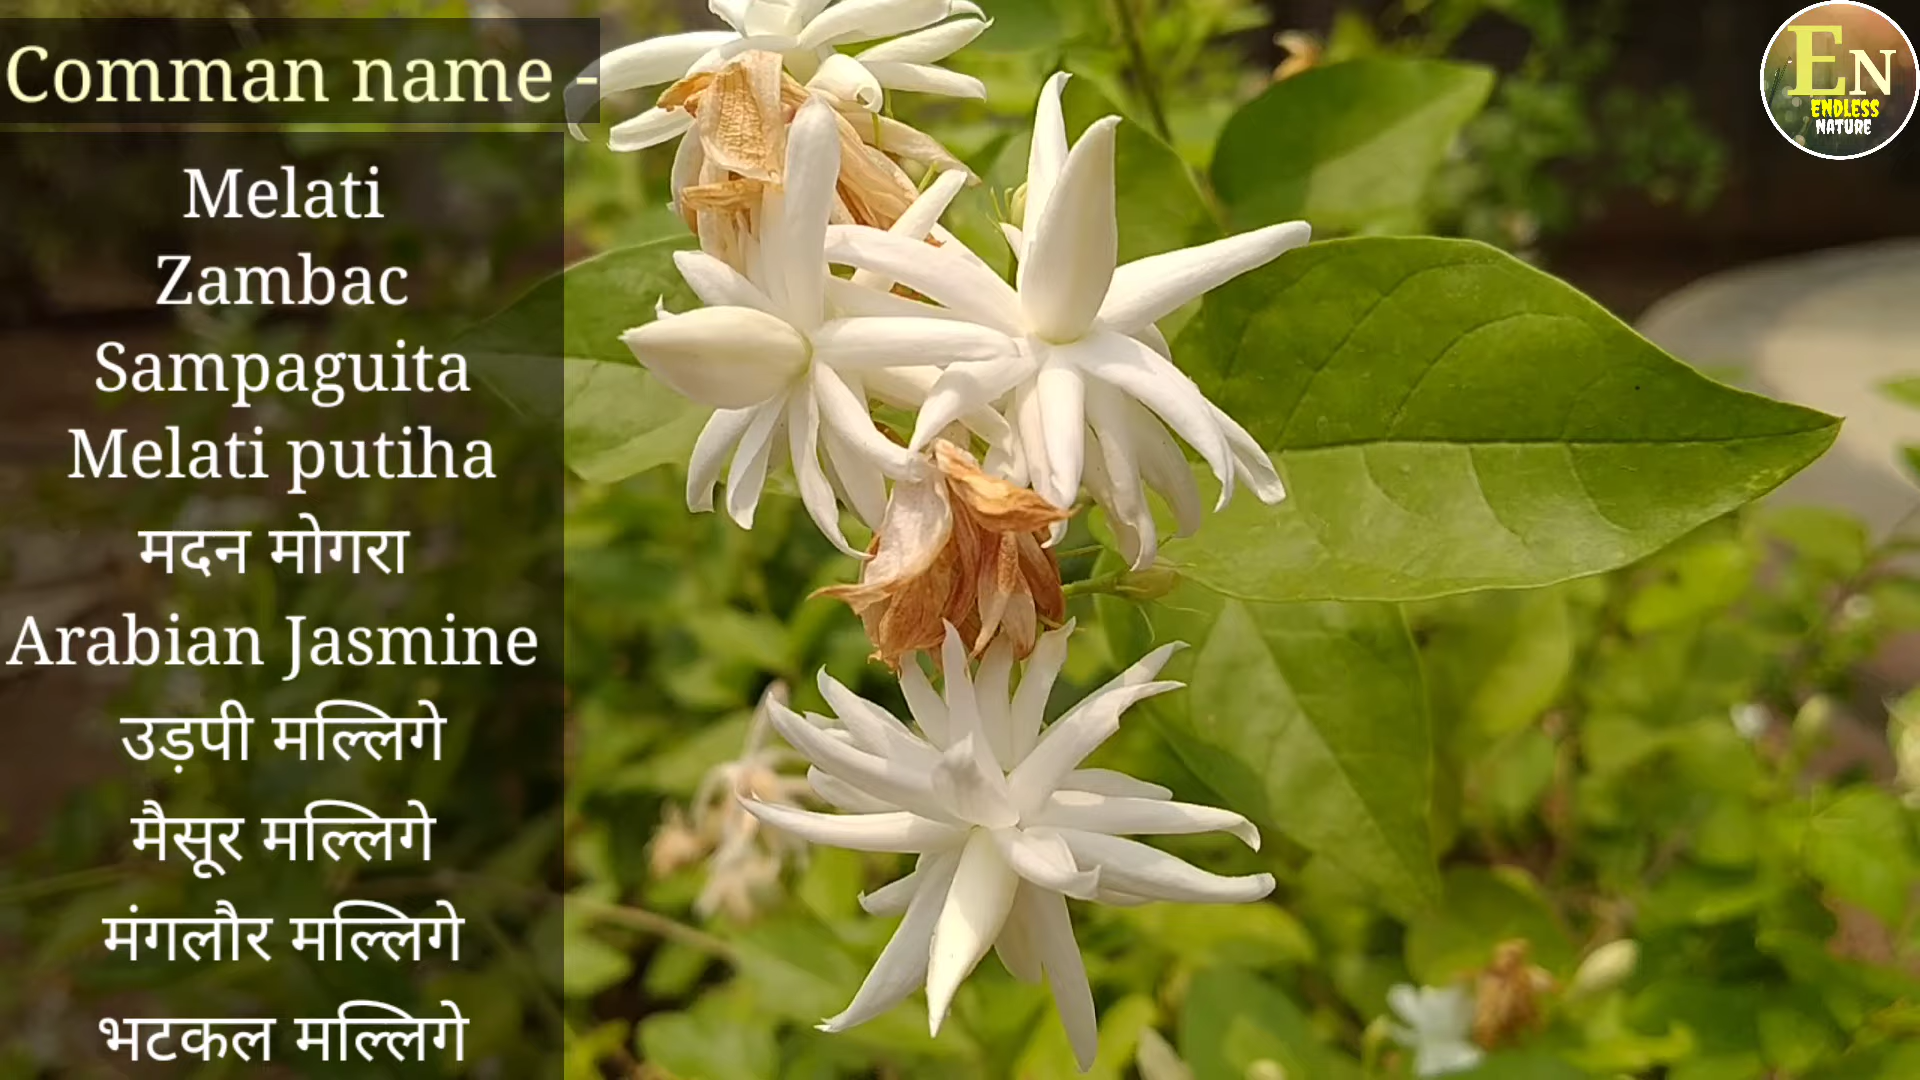 Comman name -
Melati
Zambac
Sampaguita
Melati putiha
मदन मोगरा
Arabian Jasmine
उड़पी मल्लिगे
मैसूर मल्लिगे
मंगलौर मल्लिगे
भटकल मल्लिगे
EN
ENDLESS
NATURE